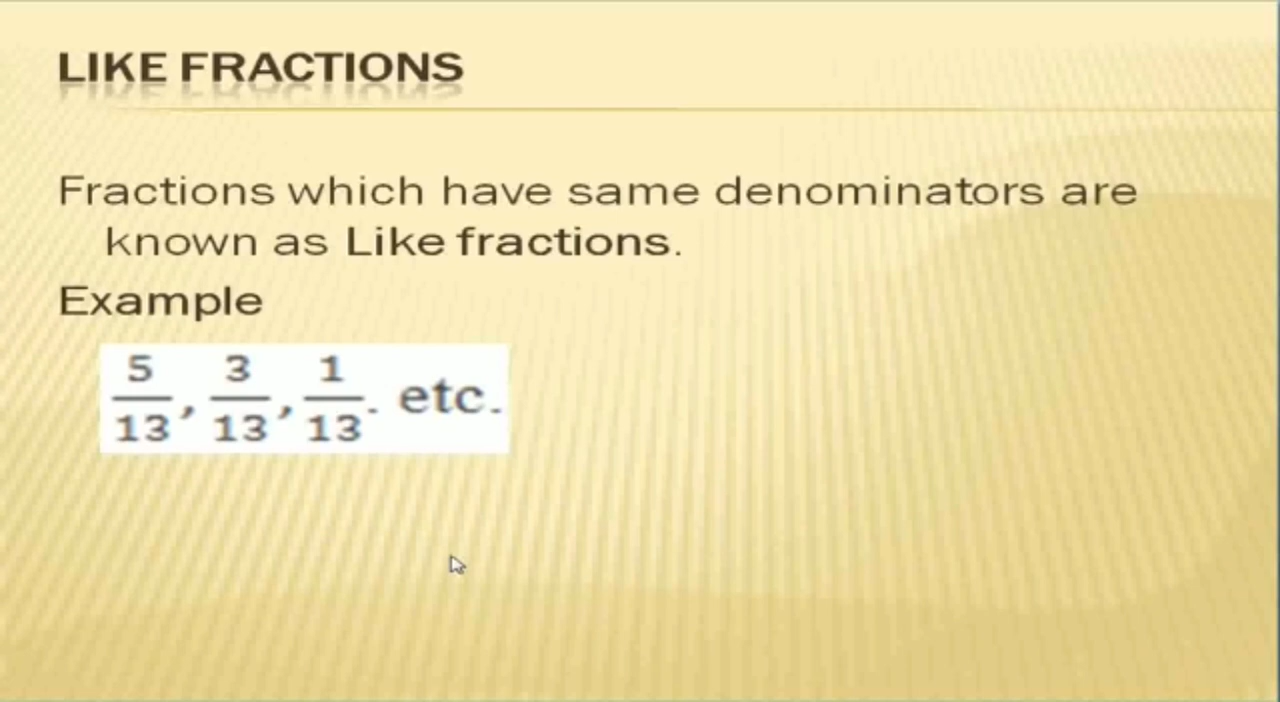 LIKE FRACTIONS
Fractions which have same denominators are
known as Like fractions.
Example
5/13, 3/13, 1/13. etc.